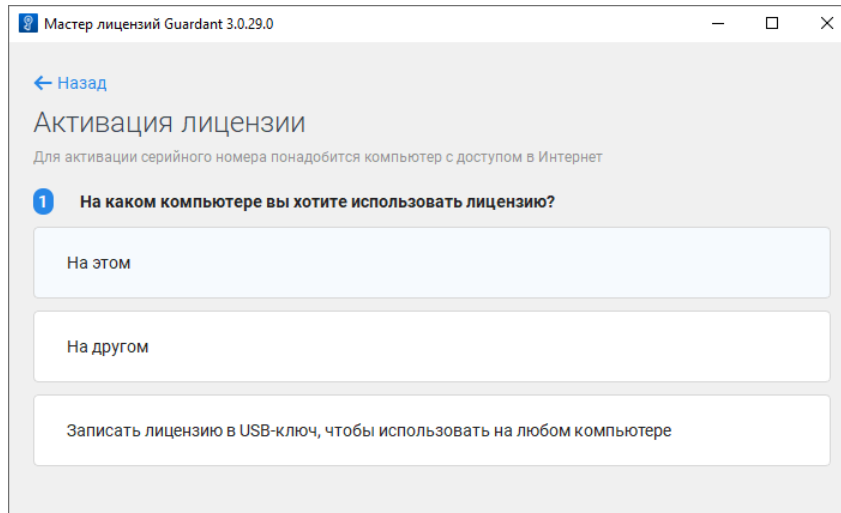 Мастер лицензий Guardant 3.0.29.0
Назад
Активация лицензии
Для активации серийного номера понадобится компьютер с доступом в Интернет
1 На каком компьютере вы хотите использовать лицензию?
На этом
На другом
Записать лицензию в USB-ключ, чтобы использовать на любом компьютере